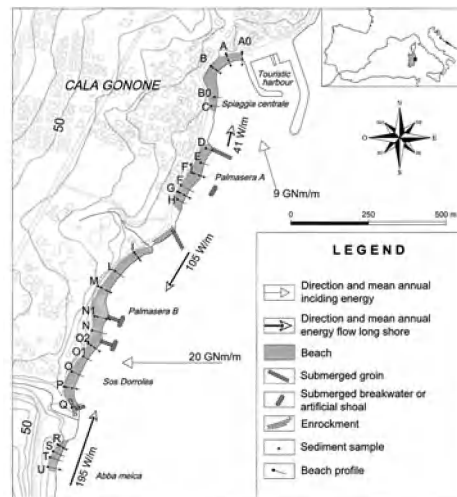 A0
A
B
Touristic
harbour
CALA GONONE
B0
C
Spiaggia centrale
50
N
O
E
S
D
41 W/m
E
F1
F
Palmasera A
G
H
9 GNm/m
0
250
500 m
I
105 W/m
L
M
N1
Palmasera B
N
O2
O1
20 GNm/m
O
Sos Dorroles
P
Q
50
R
S
T
U
195 W/m
Abba meica
LEGEND
Direction and mean annual
inciding energy
Direction and mean annual
energy flow long shore
Beach
Submerged groin
Submerged breakwater or
artificial shoal
Enrockment
Sediment sample
Beach profile